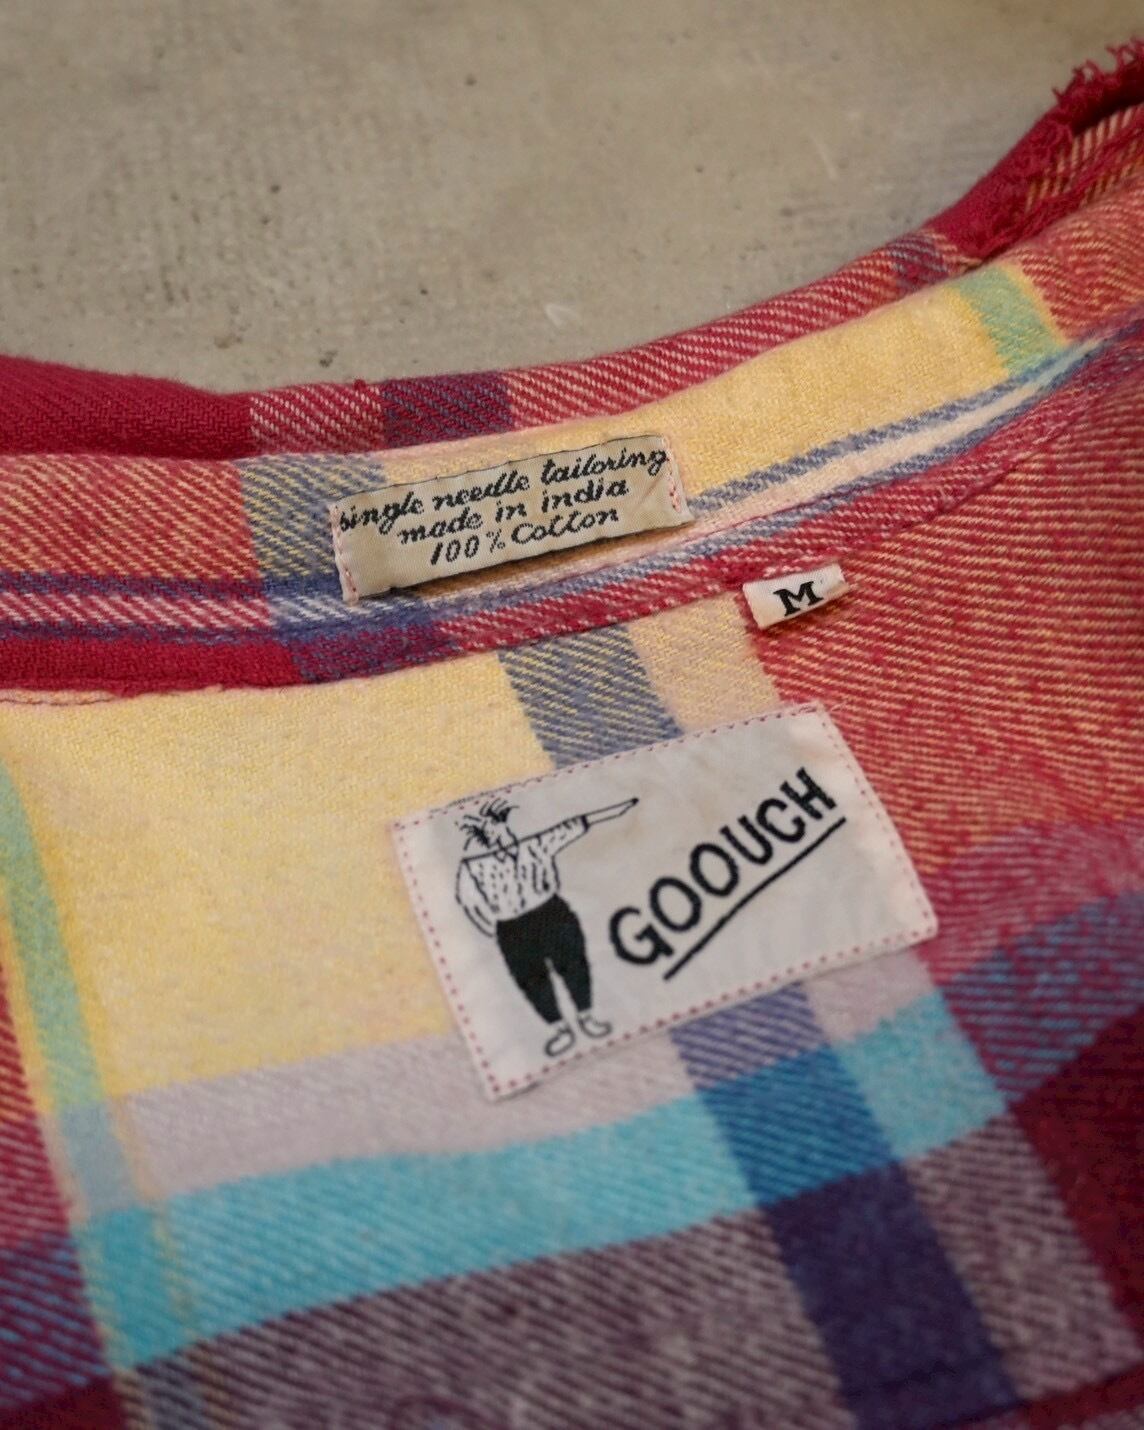 single needle tailoring
made in india
100% Cotton
M
GOOUCH